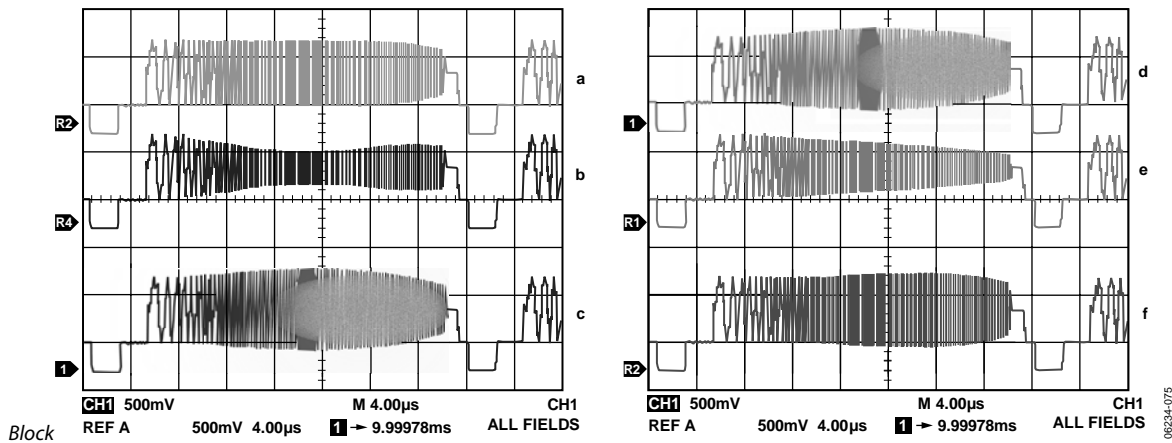 R2
a
R4
b
1
c
CH1 500mV M 4.00µs CH1
REF A 500mV 4.00µs 1 → 9.99978ms ALL FIELDS
1
d
R1
e
R2
f
CH1 500mV M 4.00µs CH1
REF A 500mV 4.00µs 1 → 9.99978ms ALL FIELDS
06234-075
Block